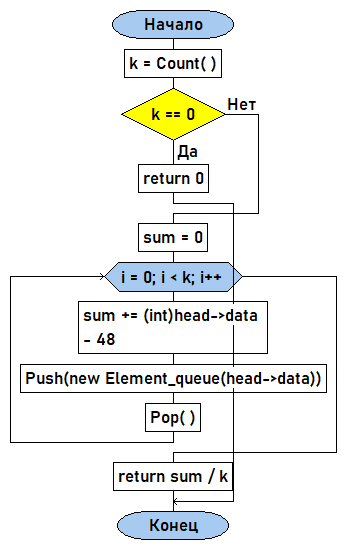 Начало
k = Count( )
k == 0
Нет
Да
return 0
sum = 0
i = 0; i < k; i++
sum += (int)head->data
- 48
Push(new Element_queue(head->data))
Pop( )
return sum / k
Конец